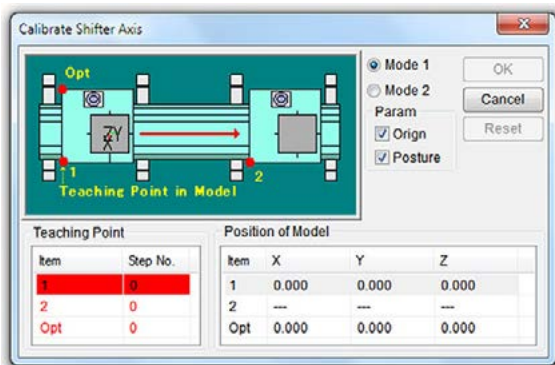 Calibrate Shifter Axis
Opt
ZY
X
1
2
Teaching Point in Model
Mode 1
Mode 2
Param
Orign
Posture
OK
Cancel
Reset
Teaching Point
Item Step No.
1 0
2 0
Opt 0
Position of Model
Item X Y Z
1 0.000 0.000 0.000
2 --- --- ---
Opt 0.000 0.000 0.000